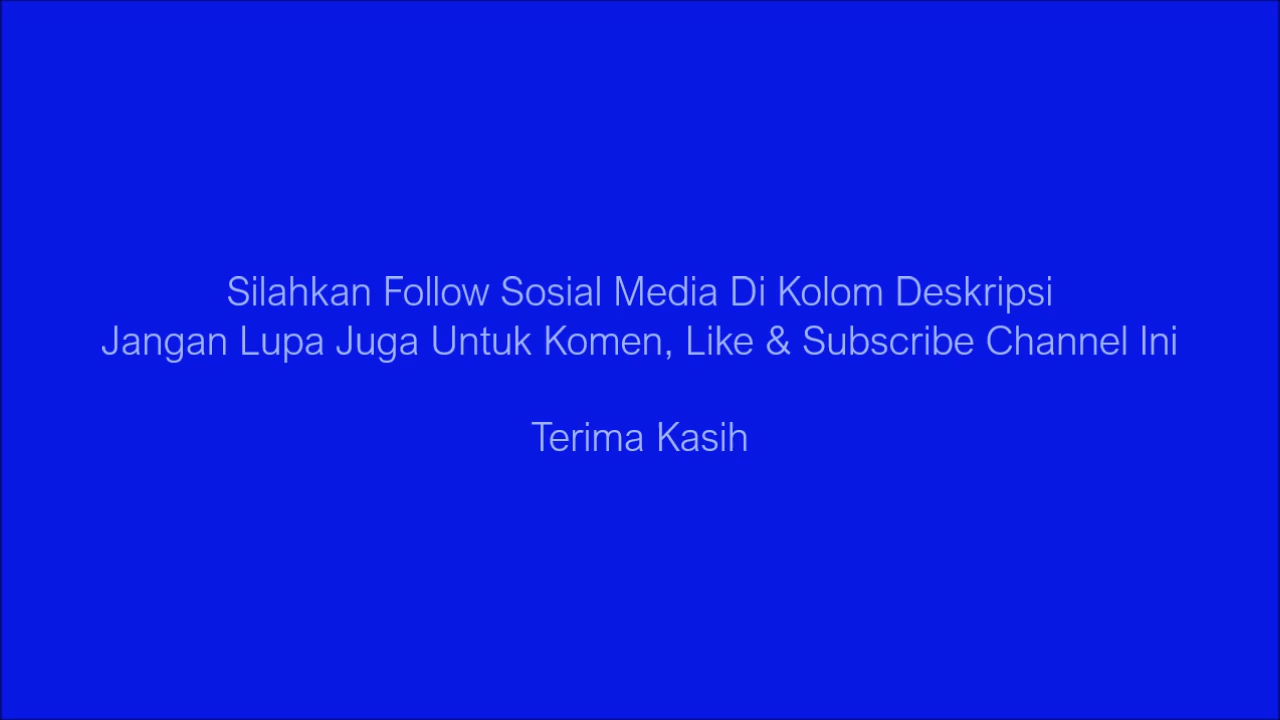 Silahkan Follow Sosial Media Di Kolom Deskripsi
Jangan Lupa Juga Untuk Komen, Like & Subscribe Channel Ini
Terima Kasih